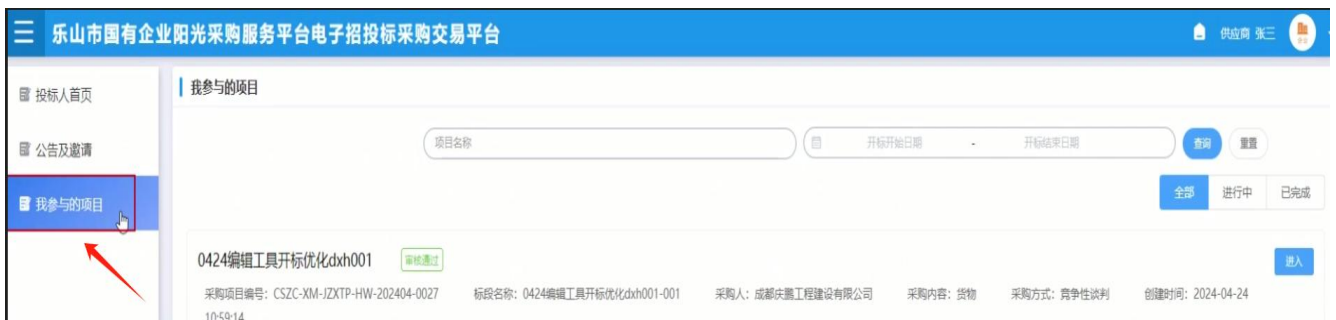 乐山市国有企业阳光采购服务平台电子招投标采购交易平台
供应商 张三
投标人首页
公告及邀请
我参与的项目
我参与的项目
项目名称
开标开始日期 - 开标结束日期
查询 重置
全部 进行中 已完成
0424编辑工具开标优化dxh001 审核通过
进入
采购项目编号：CSZC-XM-JZXTP-HW-202404-0027 标段名称：0424编辑工具开标优化dxh001-001 采购人：成都庆鹏工程建设有限公司 采购内容：货物 采购方式：竞争性谈判 创建时间：2024-04-24
10:59:14